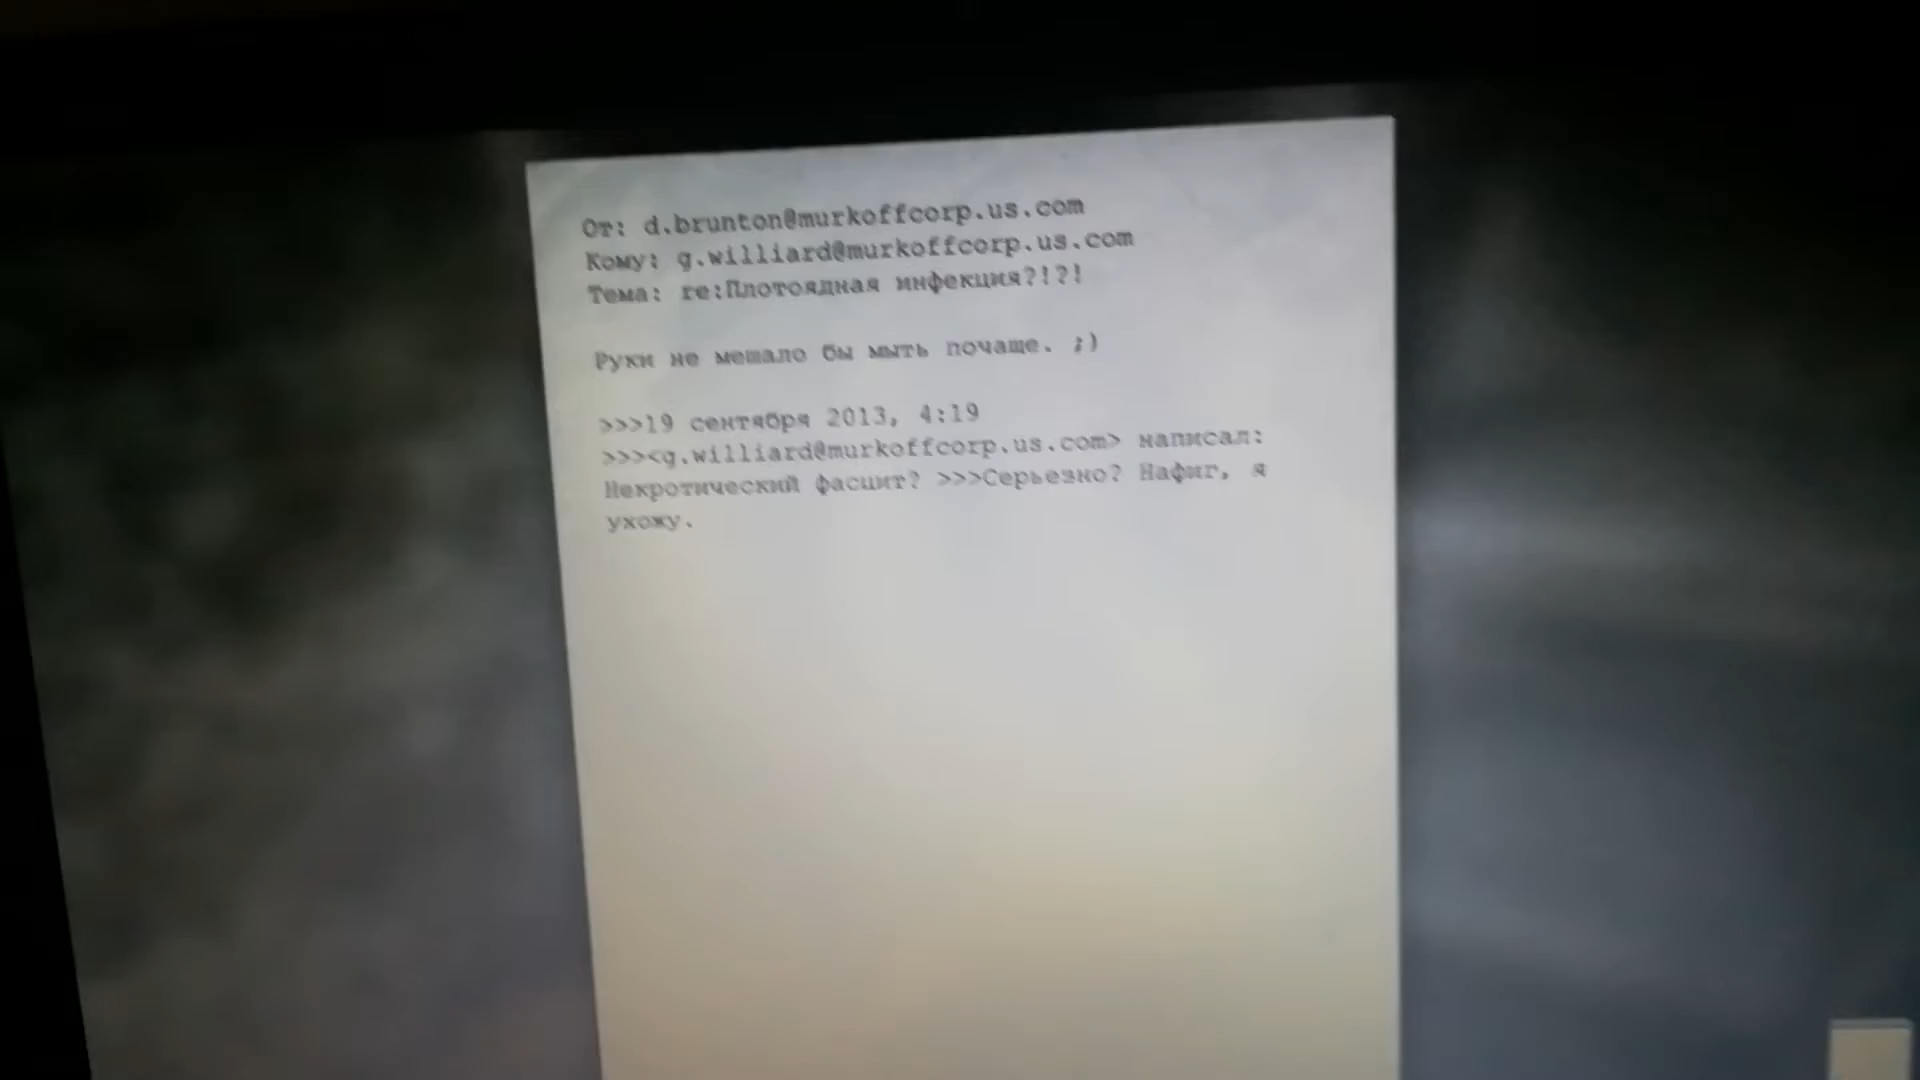 От: d.brunton@murkoffcorp.us.com
Кому: g.williard@murkoffcorp.us.com
Тема: re:Плотоядная инфекция?!?!
Руки не мешало бы мыть почаще. ;)
>>>19 сентября 2013, 4:19
>>><g.williard@murkoffcorp.us.com> написал:
Некротический фасцит? >>>Серьезно? Нафиг, я
ухожу.